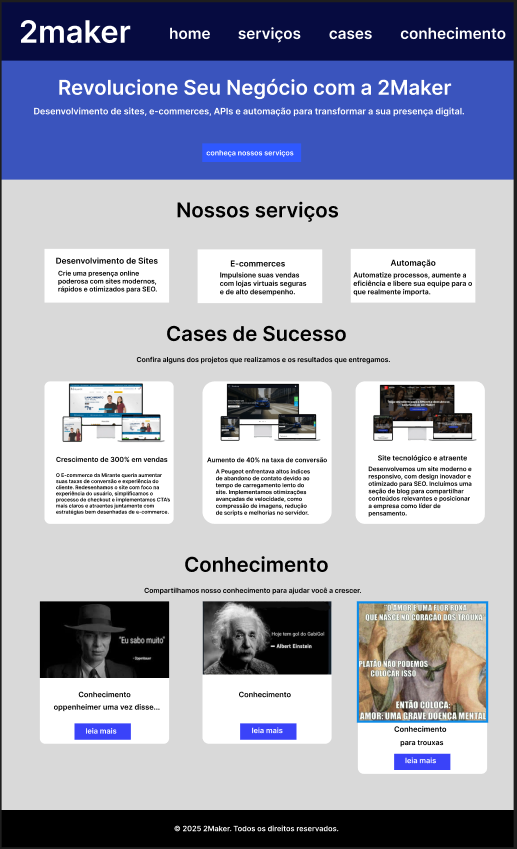 2maker
home serviços cases conhecimento
Revolucione Seu Negócio com a 2Maker
Desenvolvimento de sites, e-commerces, APIs e automação para transformar a sua presença digital.
conheça nossos serviços
Nossos serviços
Desenvolvimento de Sites
Crie uma presença online
poderosa com sites modernos,
rápidos e otimizados para SEO.
E-commerces
Impulsione suas vendas
com lojas virtuais seguras
e de alto desempenho.
Automação
Automatize processos, aumente a
eficiência e libere sua equipe para o
que realmente importa.
Cases de Sucesso
Confira alguns dos projetos que realizamos e os resultados que entregamos.
Crescimento de 300% em vendas
O E-commerce da Mirante queria aumentar
suas taxas de conversão e experiência do
cliente. Redesenhamos o site com foco na
experiência do usuário, simplificamos o
processo de checkout e implementamos CTAs
mais claros e atraentes juntamente com
estratégias tem desenhadas de e-commerce.
Aumento de 40% na taxa de conversão
A Peugeot enfrentava altos índices
de abandono de contato devido ao
tempo de carregamento lento do
site. Implementamos otimizações
avançadas de velocidade, como
compressão de imagens, redução
de scripts e melhorias no servidor.
Site tecnológico e atraente
Desenvolvemos um site moderno e
responsivo, com design inovador e
otimizado para SEO. Incluímos uma
seção de blog para compartilhar
conteúdos relevantes e posicionar
a empresa como líder de
pensamento.
Conhecimento
Compartilhamos nosso conhecimento para ajudar você a crescer.
"Eu sabo muito"
- Oppenheuer
Conhecimento
oppenheimer uma vez disse...
leia mais
Hoje tem gol do GabiGol
— Albert Einstein
Conhecimento
leia mais
"O AMOR É UMA FLOR ROXA
QUE NASCE NO CORAÇÃO DOS TROUXA"
PLATÃO NÃO PODEMOS
COLOCAR ISSO
ENTÃO COLOCA:
AMOR: UMA GRAVE DOENÇA MENTAL
Conhecimento
para trouxas
leia mais
© 2025 2Maker. Todos os direitos reservados.